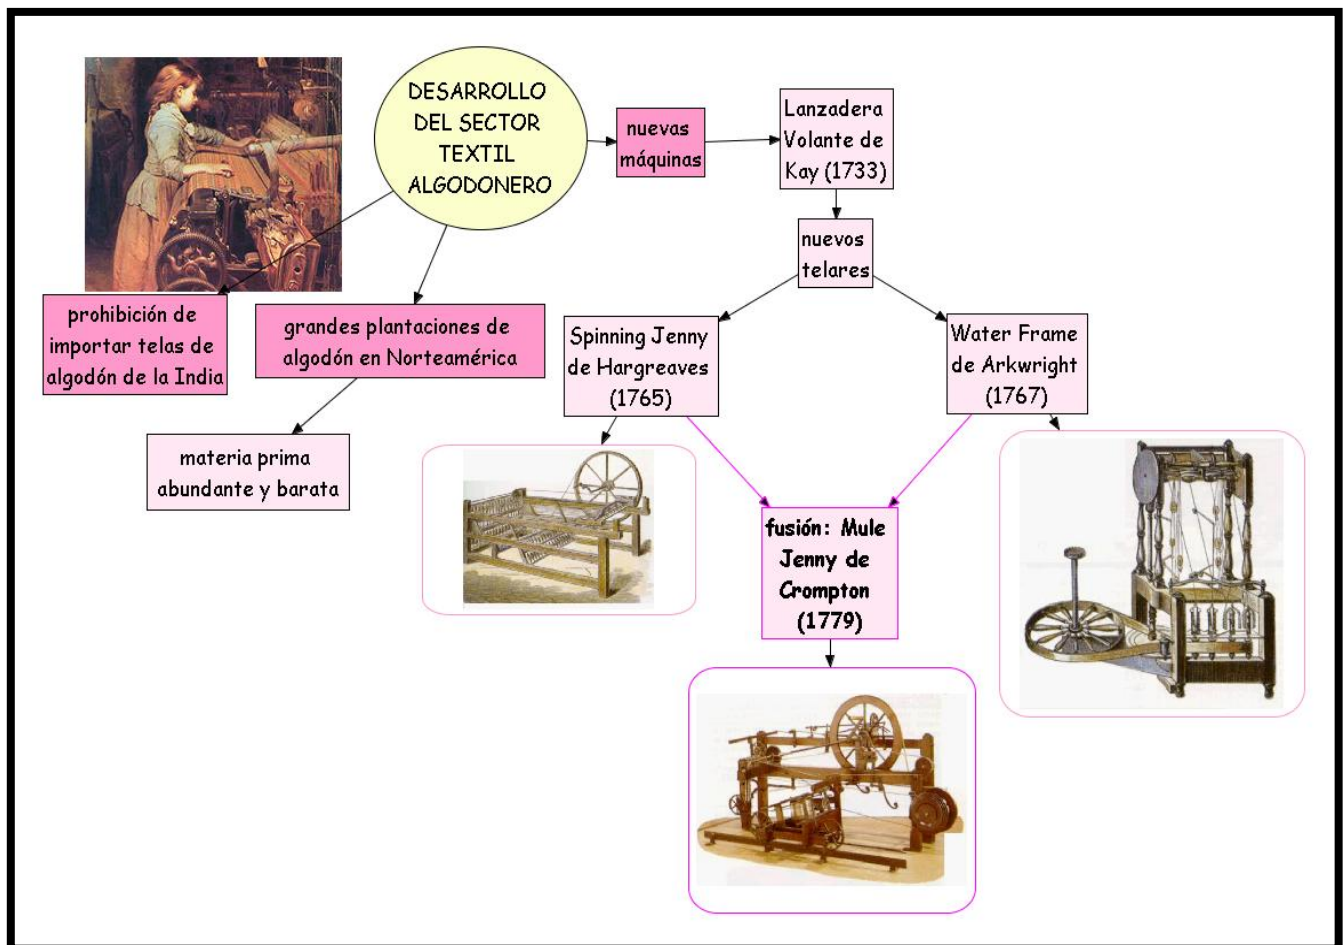 DESARROLLO
DEL SECTOR
TEXTIL
ALGODONERO
nuevas
máquinas
Lanzadera
Volante de
Kay (1733)
nuevos
telares
prohibición de
importar telas de
algodón de la India
grandes plantaciones de
algodón en Norteamérica
materia prima
abundante y barata
Spinning Jenny
de Hargreaves
(1765)
Water Frame
de Arkwright
(1767)
fusión: Mule
Jenny de
Crompton
(1779)